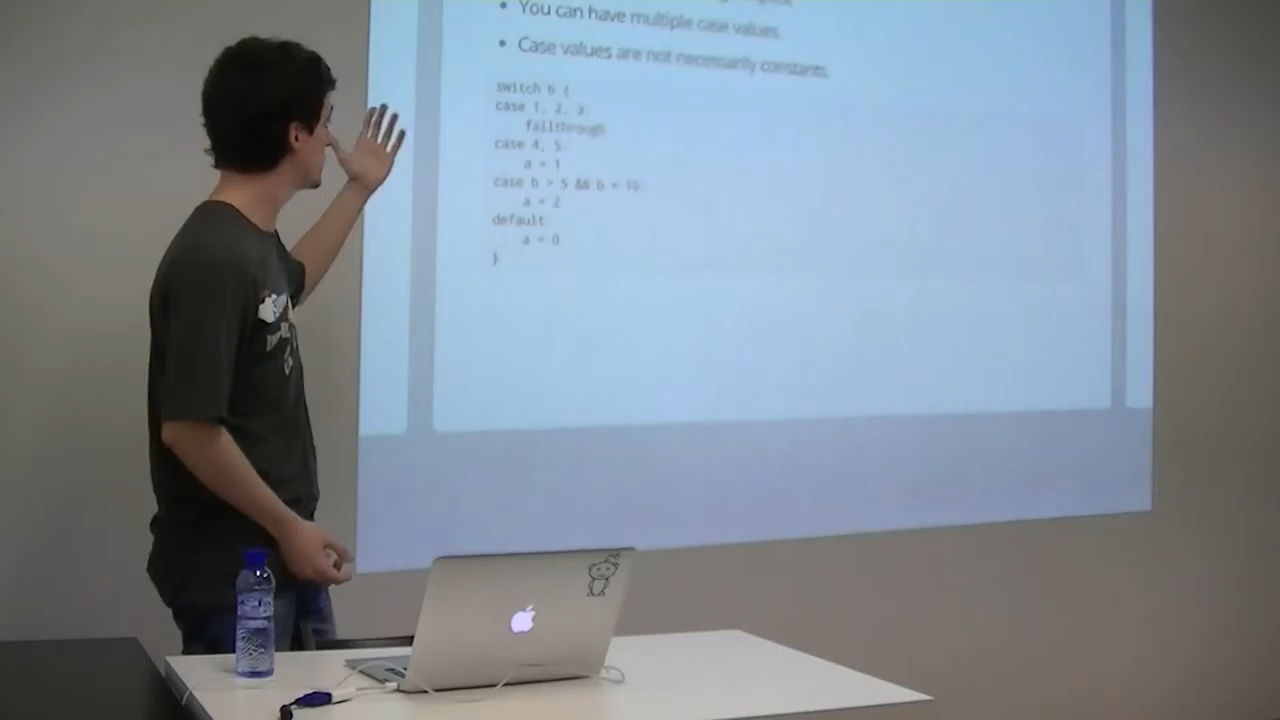 • You can have multiple case values.
• Case values are not necessarily constants.
switch b {
case 1, 2, 3:
fallthrough
case 4, 5:
a = 1
case b > 5 && b < 10:
a = 2
default:
a = 0
}